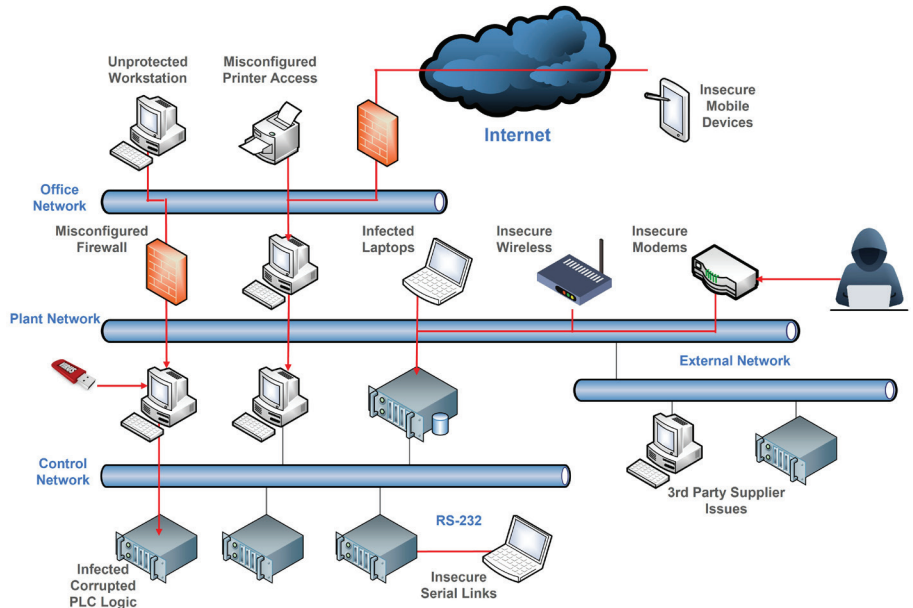 Unprotected
Workstation
Misconfigured
Printer Access
Internet
Insecure
Mobile
Devices
Office
Network
Misconfigured
Firewall
Infected
Laptops
Insecure
Wireless
Insecure
Modems
Plant Network
External Network
VIRUS
Control
Network
3rd Party Supplier
Issues
RS-232
Infected
Corrupted
PLC Logic
Insecure
Serial Links